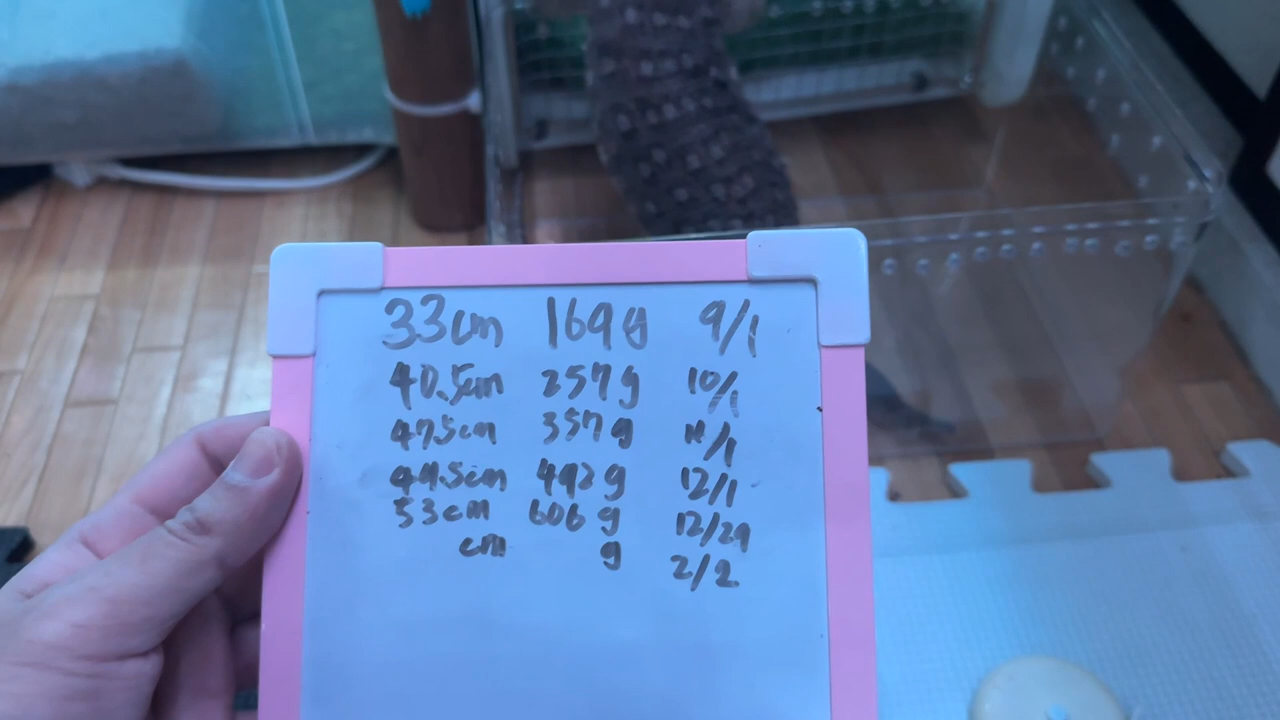 33cm 169g 9/1
40.5cm 257g 10/1
47.5cm 357g 11/1
49.5cm 492g 12/1
53cm 606g 12/29
cm g 2/2